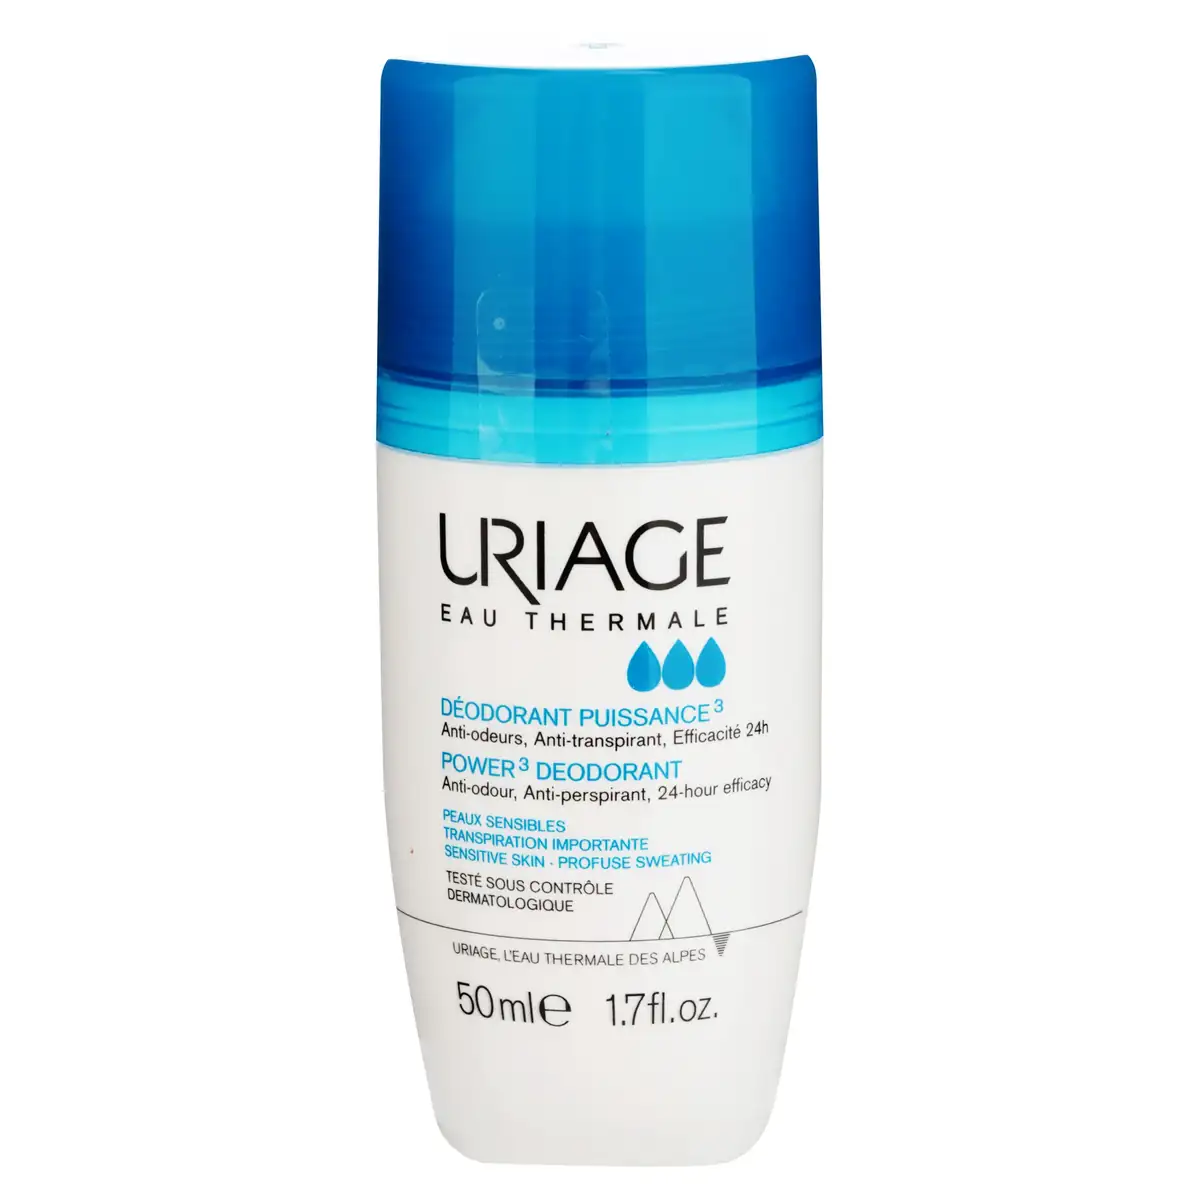 URIAGE
EAU THERMALE
DÉODORANT PUISSANCE³
Anti-odeurs, Anti-transpirant, Efficacité 24h
POWER³ DEODORANT
Anti-odour, Anti-perspirant, 24-hour efficacy
PEAUX SENSIBLES
TRANSPIRATION IMPORTANTE
SENSITIVE SKIN · PROFUSE SWEATING
TESTÉ SOUS CONTRÔLE
DERMATOLOGIQUE
URIAGE, L'EAU THERMALE DES ALPES
50ml℮ 1.7fl.oz.